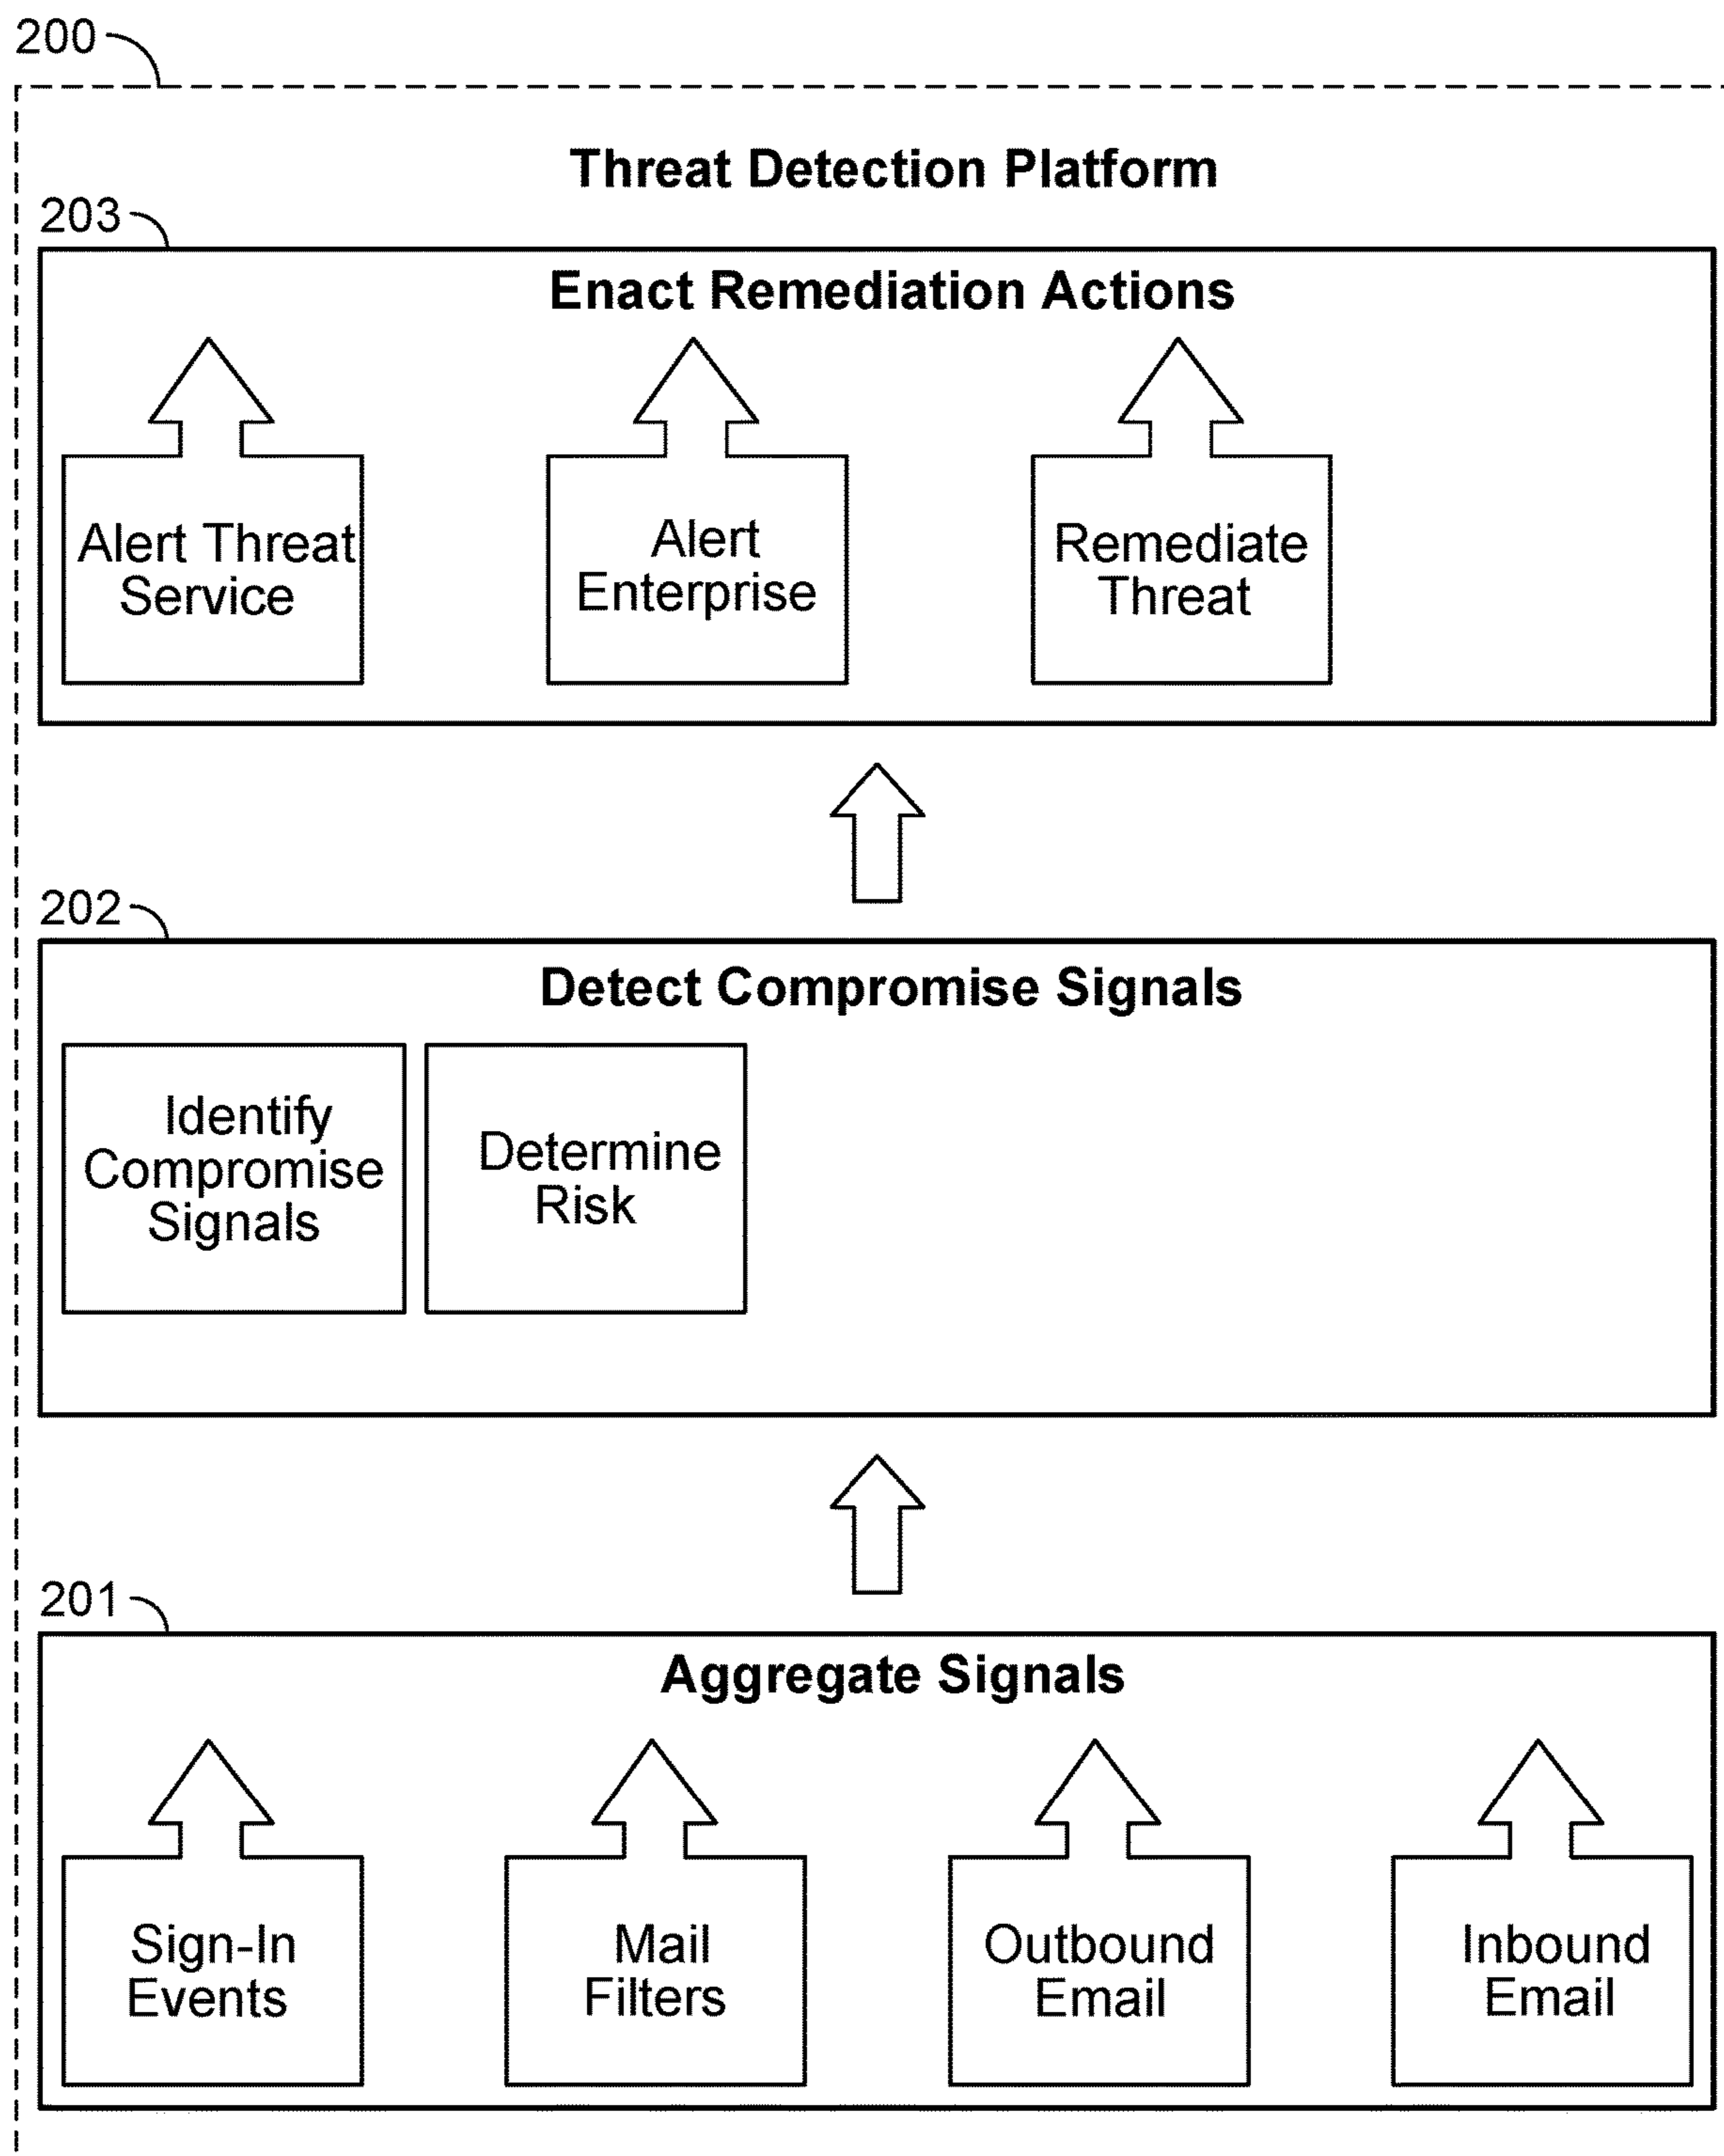 200
Threat Detection Platform
203
Enact Remediation Actions
Alert Threat
Service
Alert
Enterprise
Remediate
Threat
202
Detect Compromise Signals
Identify
Compromise
Signals
Determine
Risk
201
Aggregate Signals
Sign-In
Events
Mail
Filters
Outbound
Email
Inbound
Email